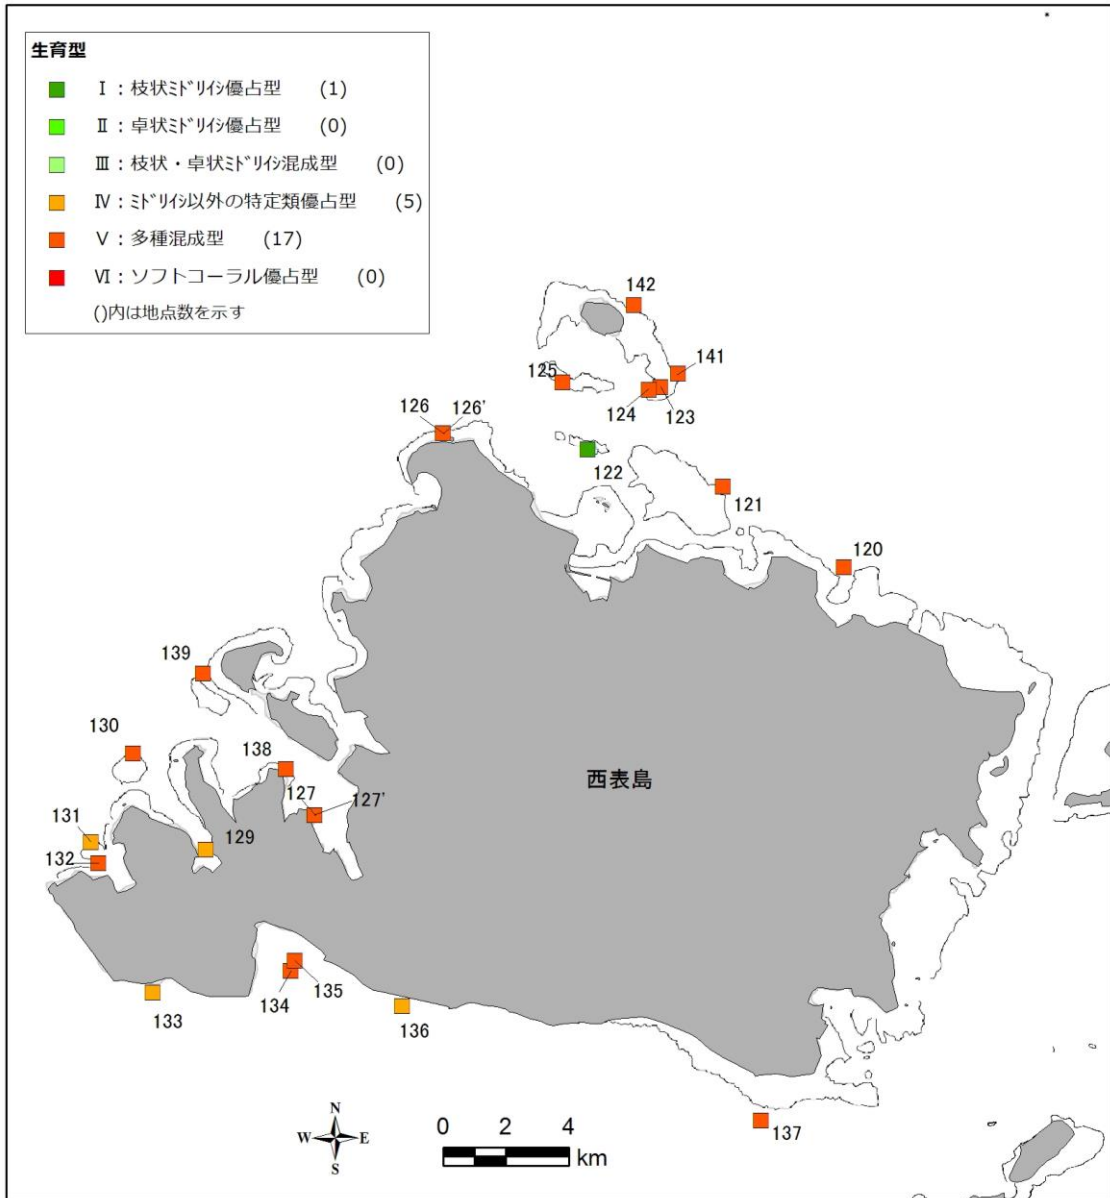 生育型
Ⅰ：枝状ﾐﾄﾞﾘｲｼ優占型 (1)
Ⅱ：卓状ﾐﾄﾞﾘｲｼ優占型 (0)
Ⅲ：枝状・卓状ﾐﾄﾞﾘｲｼ混成型 (0)
Ⅳ：ﾐﾄﾞﾘｲｼ以外の特定類優占型 (5)
Ⅴ：多種混成型 (17)
Ⅵ：ソフトコーラル優占型 (0)
()内は地点数を示す
142
141
125
124
123
126
126'
122
121
120
139
130
138
127
127'
西表島
131
129
132
135
134
133
136
137
N
W
E
S
0 2 4
km